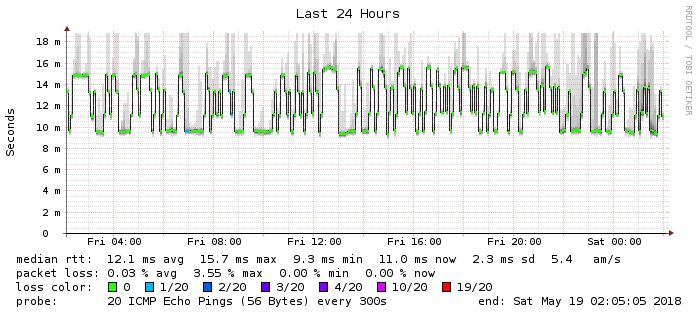 Last 24 Hours
RRDTOOL / TOBI OETIKER
Seconds
18 m
16 m
14 m
12 m
10 m
8 m
6 m
4 m
2 m
0
Fri 04:00 Fri 08:00 Fri 12:00 Fri 16:00 Fri 20:00 Sat 00:00
median rtt: 12.1 ms avg 15.7 ms max 9.3 ms min 11.0 ms now 2.3 ms sd 5.4 am/s
packet loss: 0.03 % avg 3.55 % max 0.00 % min 0.00 % now
loss color: 0 1/20 2/20 3/20 4/20 10/20 19/20
probe: 20 ICMP Echo Pings (56 Bytes) every 300s end: Sat May 19 02:05:05 2018